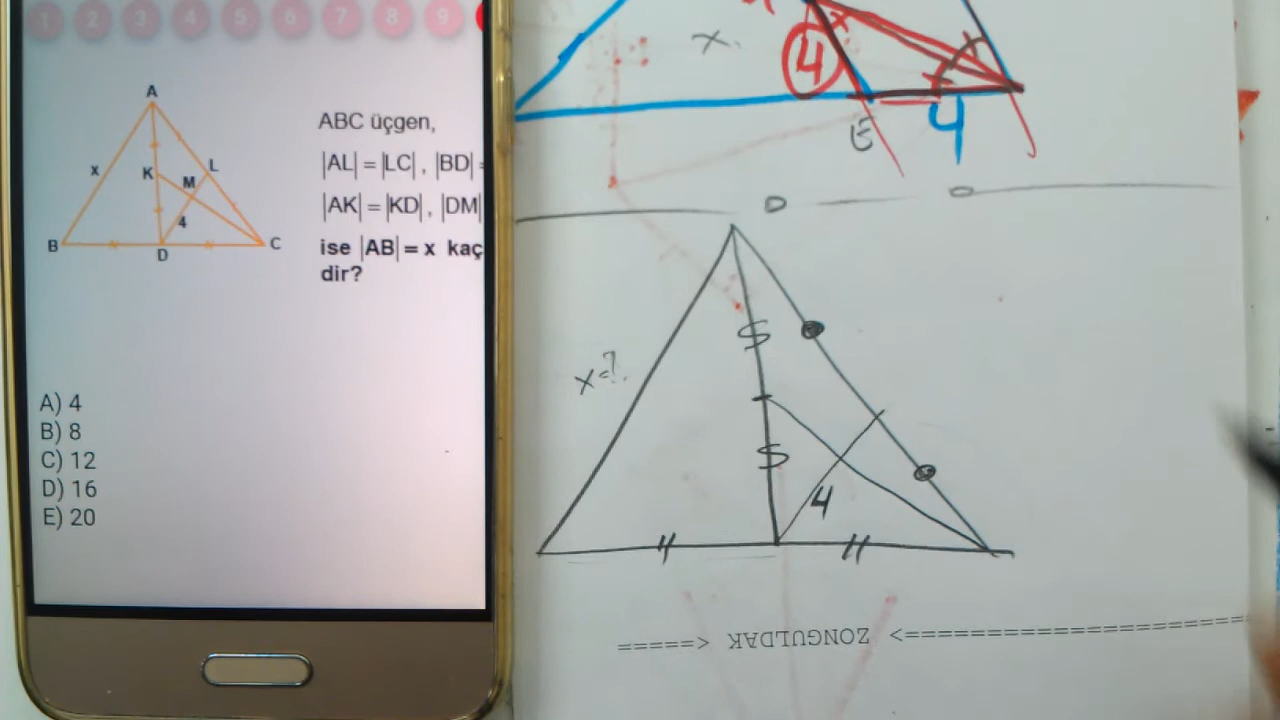 1 2 3 4 5 6 7 8 9
A
x
K
L
M
4
B
D
C
ABC üçgen,
|AL| = |LC| , |BD| =
|AK| = |KD| , |DM|
ise |AB| = x kaç
dir?
A) 4
B) 8
C) 12
D) 16
E) 20
x
x
4
4
E
x=?
4
=====> ZONGULDAK <=====================